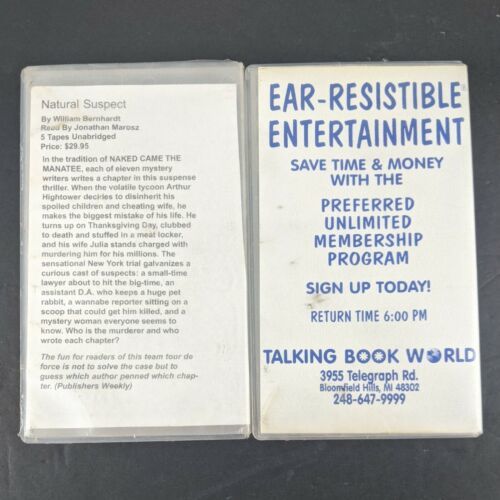 Natural Suspect
By William Bernhardt
Read By Jonathan Marosz
5 Tapes Unabridged
Price: $29.95
In the tradition of NAKED CAME THE
MANATEE, each of eleven mystery
writers writes a chapter in this suspense
thriller. When the volatile tycoon Arthur
Hightower decides to disinherit his
spoiled children and cheating wife, he
makes the biggest mistake of his life. He
turns up on Thanksgiving Day, clubbed
to death and stuffed in a meat locker,
and his wife Julia stands charged with
murdering him for his millions. The
sensational New York trial galvanizes a
curious cast of suspects: a small-time
lawyer about to hit the big-time, an
assistant D.A. who keeps a huge pet
rabbit, a wannabe reporter sitting on a
scoop that could get him killed, and a
mystery woman everyone seems to
know. Who is the murderer and who
wrote each chapter?
The fun for readers of this team tour de
force is not to solve the case but to
guess which author penned which chap-
ter. (Publishers Weekly)
EAR-RESISTIBLE
ENTERTAINMENT
SAVE TIME & MONEY
WITH THE
PREFERRED
UNLIMITED
MEMBERSHIP
PROGRAM
SIGN UP TODAY!
RETURN TIME 6:00 PM
TALKING BOOK WORLD
3955 Telegraph Rd.
Bloomfield Hills, MI 48302
248-647-9999